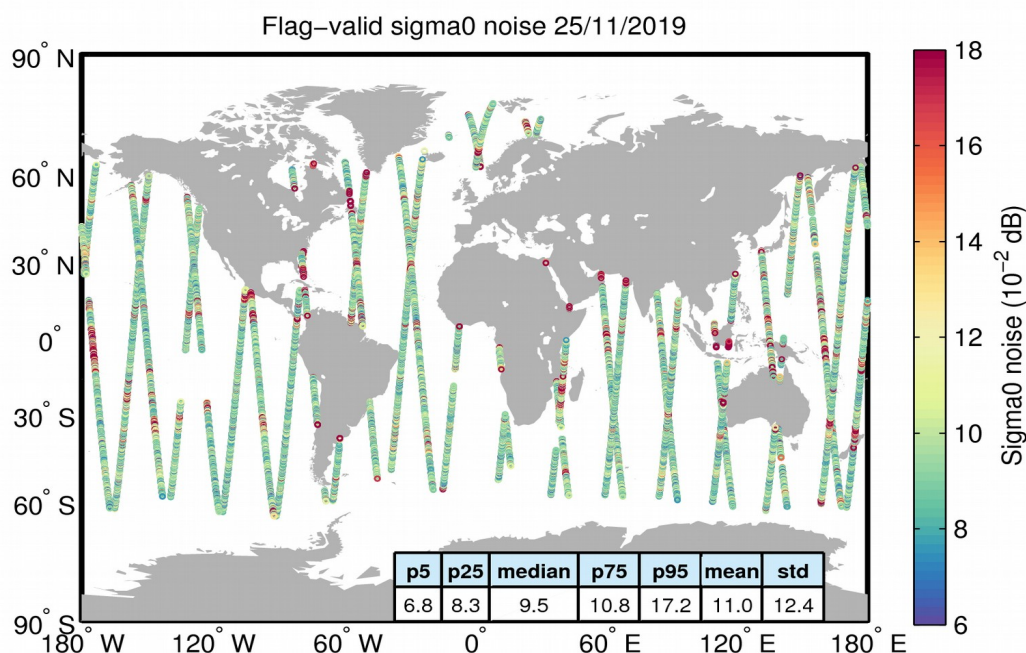 Flag−valid sigma0 noise 25/11/2019
90° N
60° N
30° N
0°
30° S
60° S
90° S
180° W
120° W
60° W
0°
60° E
120° E
180° E
p5 p25 median p75 p95 mean std
6.8 8.3 9.5 10.8 17.2 11.0 12.4
18
16
14
12
10
8
6
Sigma0 noise (10⁻² dB)